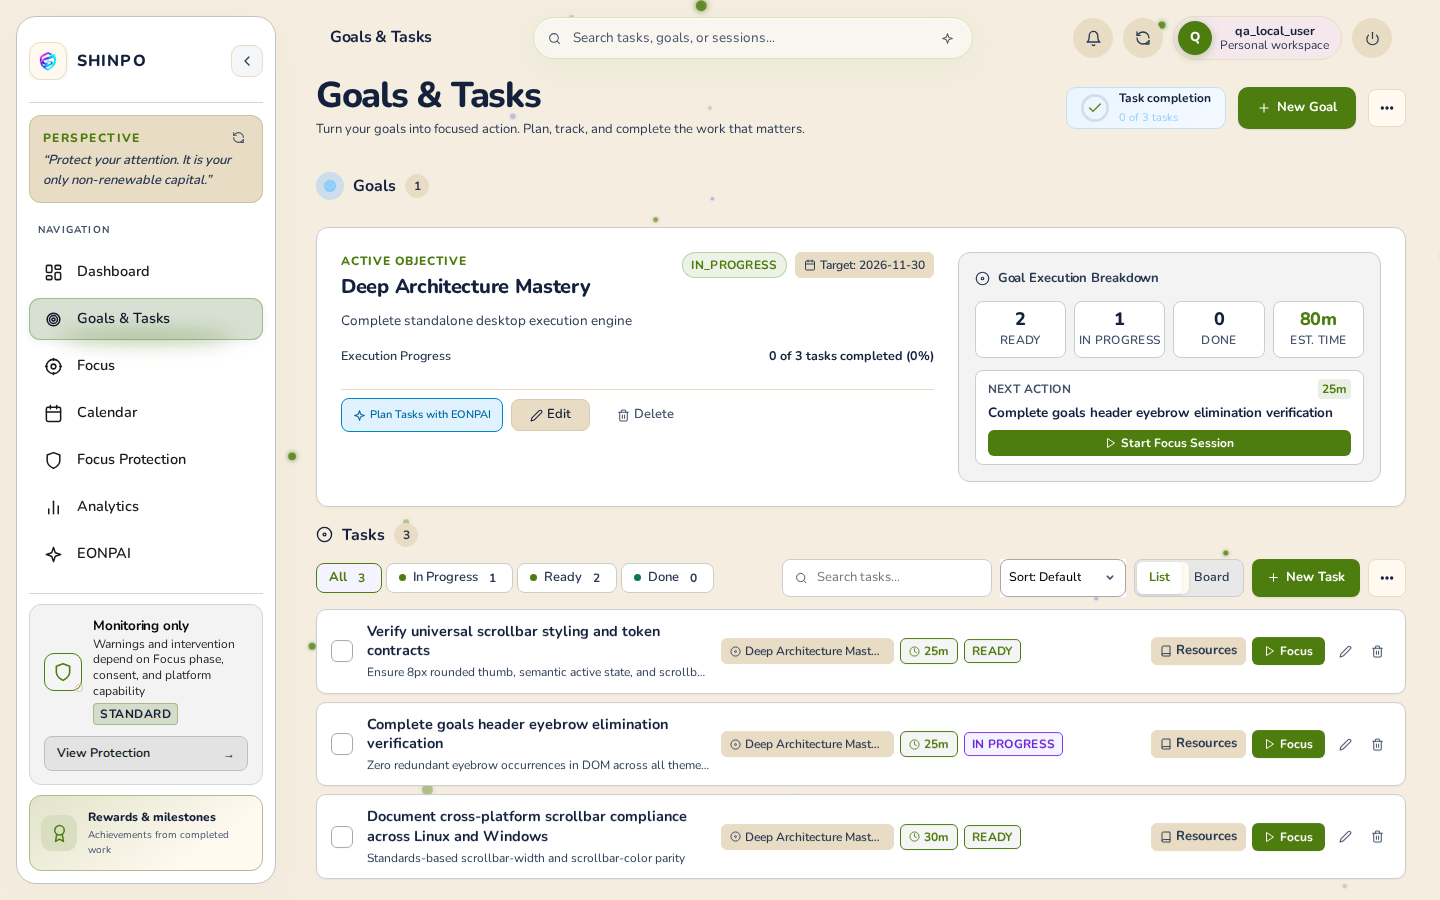 SHINPO
PERSPECTIVE
“Protect your attention. It is your
only non-renewable capital.”
NAVIGATION
Dashboard
Goals & Tasks
Focus
Calendar
Focus Protection
Analytics
EONPAI
Monitoring only
Warnings and intervention
depend on Focus phase,
consent, and platform
capability
STANDARD
View Protection →
Rewards & milestones
Achievements from completed
work
Goals & Tasks
Search tasks, goals, or sessions...
Q
qa_local_user
Personal workspace
Goals & Tasks
Turn your goals into focused action. Plan, track, and complete the work that matters.
Task completion
0 of 3 tasks
New Goal
Goals 1
ACTIVE OBJECTIVE
IN_PROGRESS
Target: 2026-11-30
Deep Architecture Mastery
Complete standalone desktop execution engine
Execution Progress
0 of 3 tasks completed (0%)
Plan Tasks with EONPAI
Edit
Delete
Goal Execution Breakdown
2
READY
1
IN PROGRESS
0
DONE
80m
EST. TIME
NEXT ACTION
25m
Complete goals header eyebrow elimination verification
Start Focus Session
Tasks 3
All 3
In Progress 1
Ready 2
Done 0
Search tasks...
Sort: Default
List
Board
New Task
Verify universal scrollbar styling and token
contracts
Ensure 8px rounded thumb, semantic active state, and scrollb...
Deep Architecture Mast...
25m
READY
Resources
Focus
Complete goals header eyebrow elimination
verification
Zero redundant eyebrow occurrences in DOM across all theme...
Deep Architecture Mast...
25m
IN PROGRESS
Resources
Focus
Document cross-platform scrollbar compliance
across Linux and Windows
Standards-based scrollbar-width and scrollbar-color parity
Deep Architecture Mast...
30m
READY
Resources
Focus